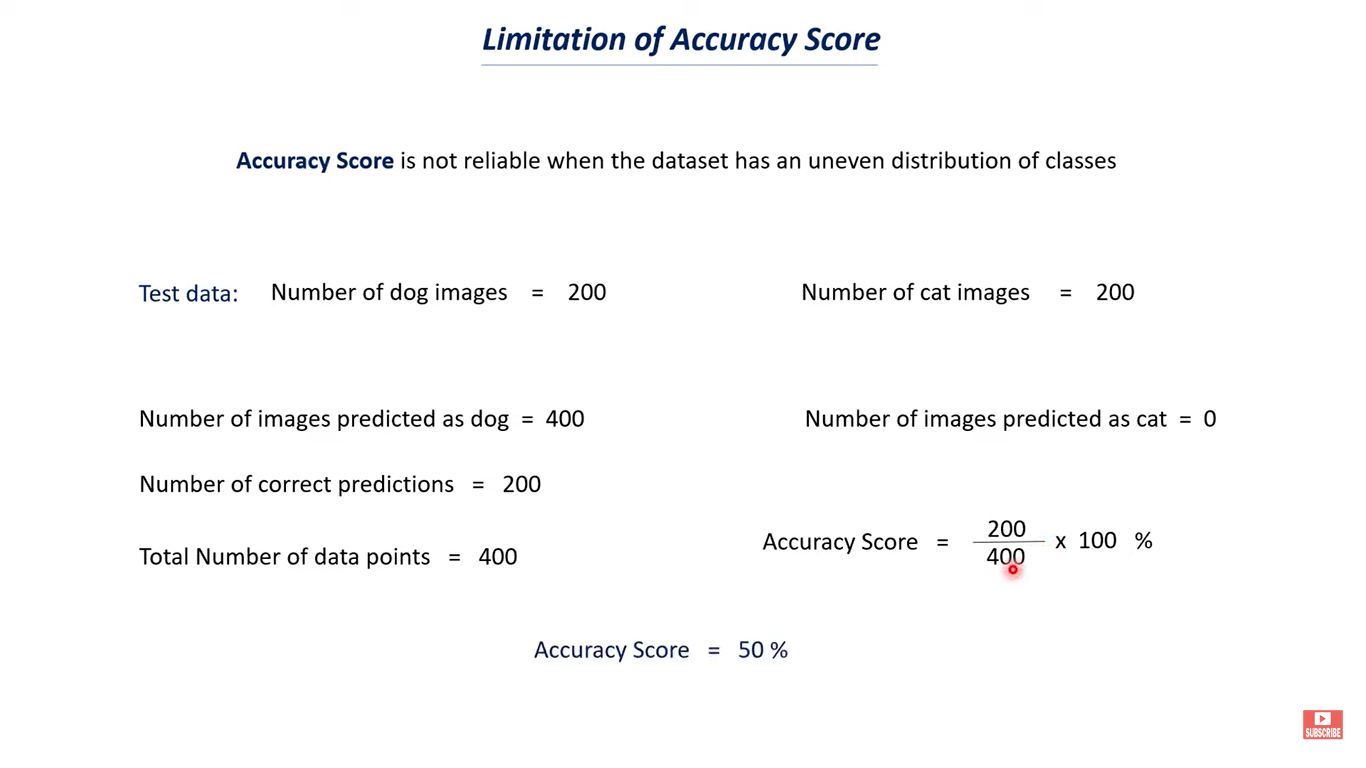 Limitation of Accuracy Score
Accuracy Score is not reliable when the dataset has an uneven distribution of classes
Test data: Number of dog images = 200 Number of cat images = 200
Number of images predicted as dog = 400 Number of images predicted as cat = 0
Number of correct predictions = 200
Total Number of data points = 400
Accuracy Score = 200 / 400 x 100 %
Accuracy Score = 50 %
SUBSCRIBE